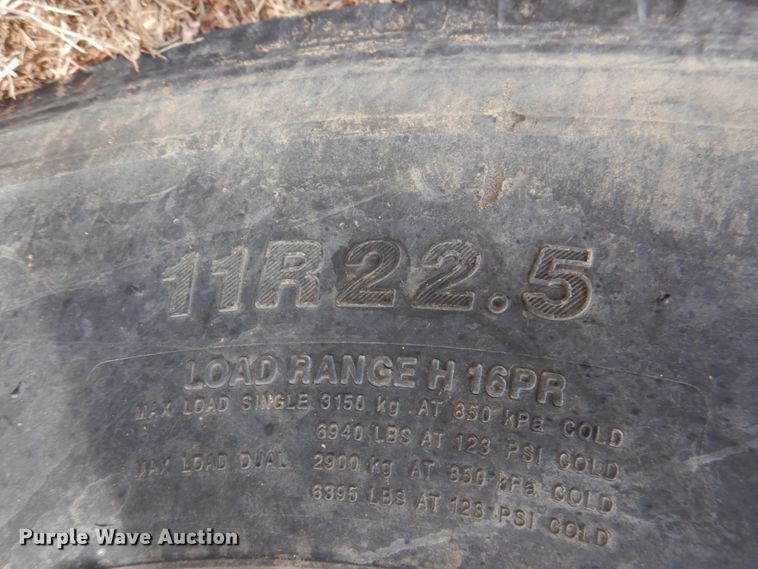 11R22.5
LOAD RANGE H 16PR
MAX LOAD SINGLE 3150 kg AT 850 kPa COLD
6940 LBS AT 123 PSI COLD
MAX LOAD DUAL 2900 kg AT 850 kPa COLD
6395 LBS AT 123 PSI COLD
Purple Wave Auction®